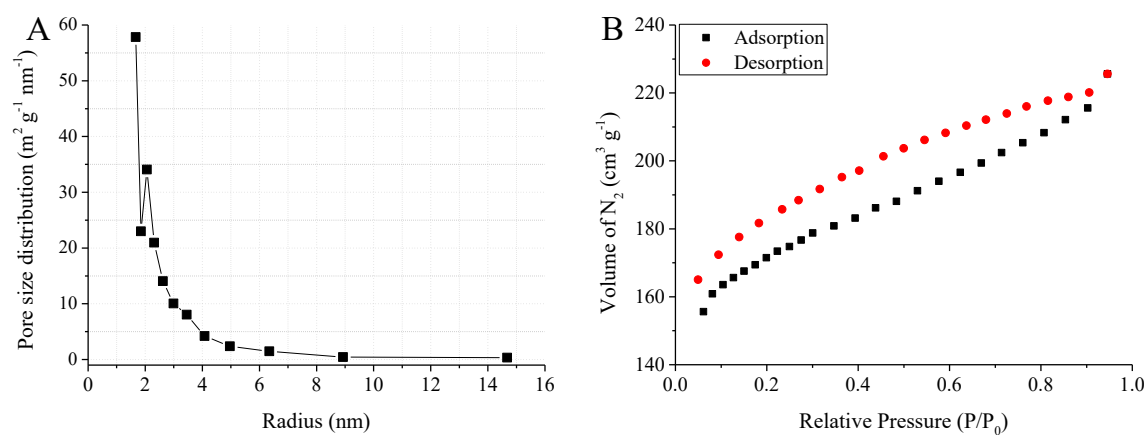 A
Pore size distribution (m² g⁻¹ nm⁻¹)
60
50
40
30
20
10
0
0 2 4 6 8 10 12 14 16
Radius (nm)
B
Adsorption
Desorption
Volume of N₂ (cm³ g⁻¹)
240
220
200
180
160
140
0.0 0.2 0.4 0.6 0.8 1.0
Relative Pressure (P/P₀)